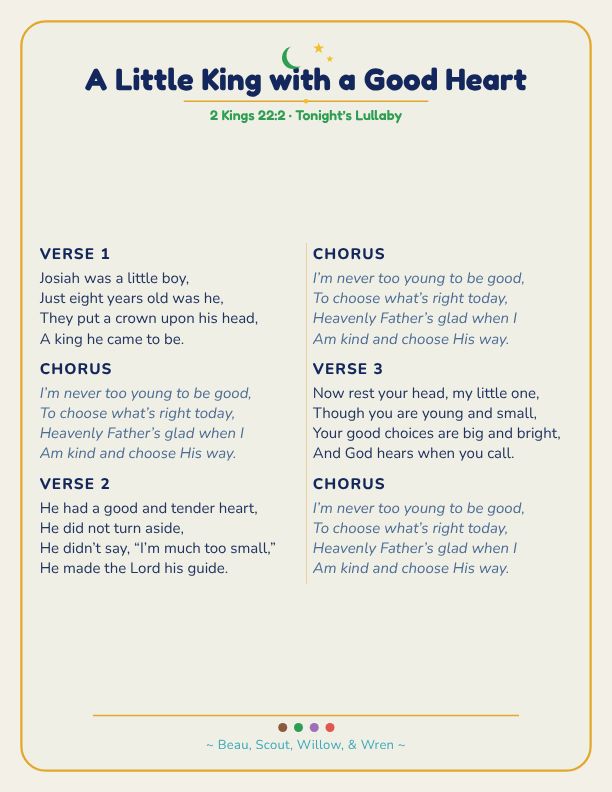 A Little King with a Good Heart
2 Kings 22:2 · Tonight’s Lullaby
VERSE 1
Josiah was a little boy,
Just eight years old was he,
They put a crown upon his head,
A king he came to be.
CHORUS
I’m never too young to be good,
To choose what’s right today,
Heavenly Father’s glad when I
Am kind and choose His way.
VERSE 2
He had a good and tender heart,
He did not turn aside,
He didn’t say, “I’m much too small,”
He made the Lord his guide.
CHORUS
I’m never too young to be good,
To choose what’s right today,
Heavenly Father’s glad when I
Am kind and choose His way.
VERSE 3
Now rest your head, my little one,
Though you are young and small,
Your good choices are big and bright,
And God hears when you call.
CHORUS
I’m never too young to be good,
To choose what’s right today,
Heavenly Father’s glad when I
Am kind and choose His way.
~ Beau, Scout, Willow, & Wren ~